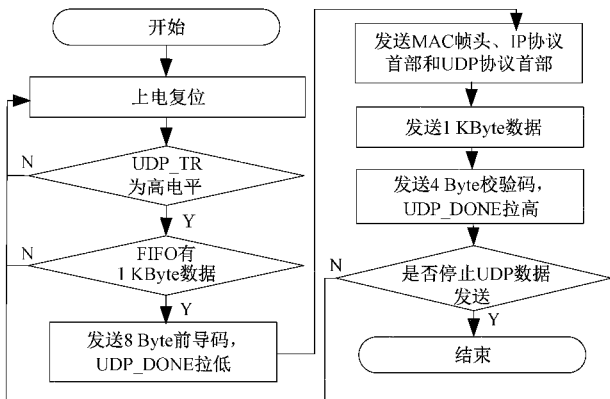 开始
上电复位
N
UDP_TR
为高电平
Y
N
FIFO有
1 KByte数据
Y
发送8 Byte前导码,
UDP_DONE拉低
发送MAC帧头、IP协议
首部和UDP协议首部
发送1 KByte数据
发送4 Byte校验码,
UDP_DONE拉高
N
是否停止UDP数据
发送
Y
结束